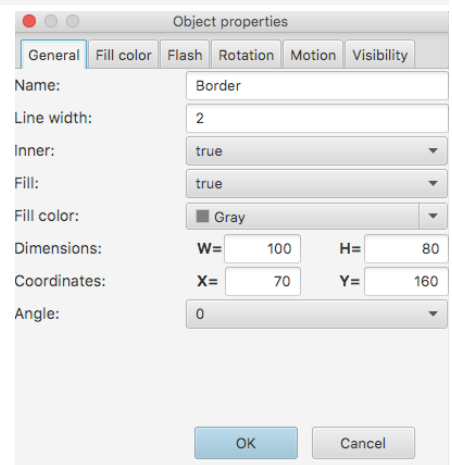 Object properties
General Fill color Flash Rotation Motion Visibility
Name: Border
Line width: 2
Inner: true
Fill: true
Fill color: Gray
Dimensions: W= 100 H= 80
Coordinates: X= 70 Y= 160
Angle: 0
OK Cancel